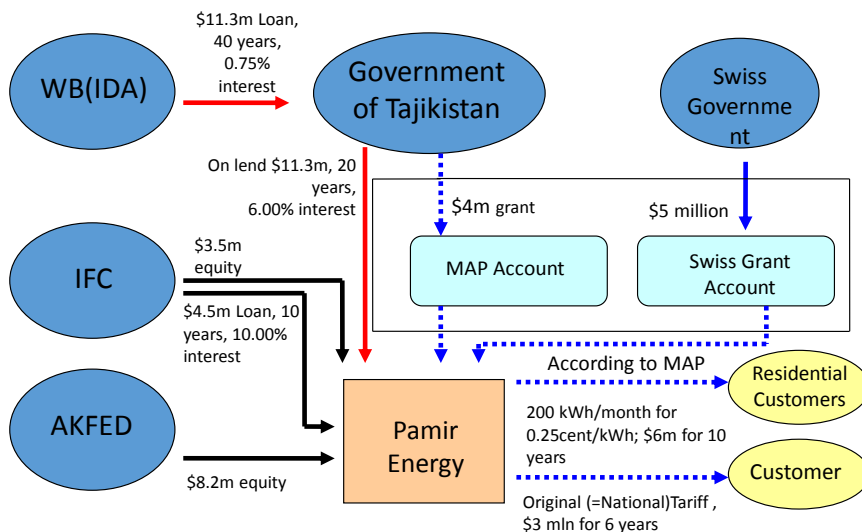 $11.3m Loan,
40 years,
0.75%
interest
WB(IDA)
Government
of Tajikistan
Swiss
Governme
nt
On lend $11.3m, 20
years,
6.00% interest
$4m grant
$5 million
MAP Account
Swiss Grant
Account
IFC
$3.5m
equity
$4.5m Loan, 10
years, 10.00%
interest
AKFED
$8.2m equity
Pamir
Energy
According to MAP
Residential
Customers
200 kWh/month for
0.25cent/kWh; $6m for 10
years
Customer
Original (=National)Tariff ,
$3 mln for 6 years